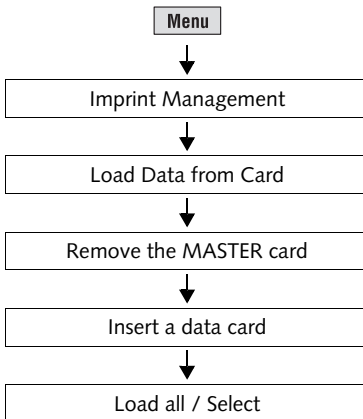 Menu
Imprint Management
Load Data from Card
Remove the MASTER card
Insert a data card
Load all / Select